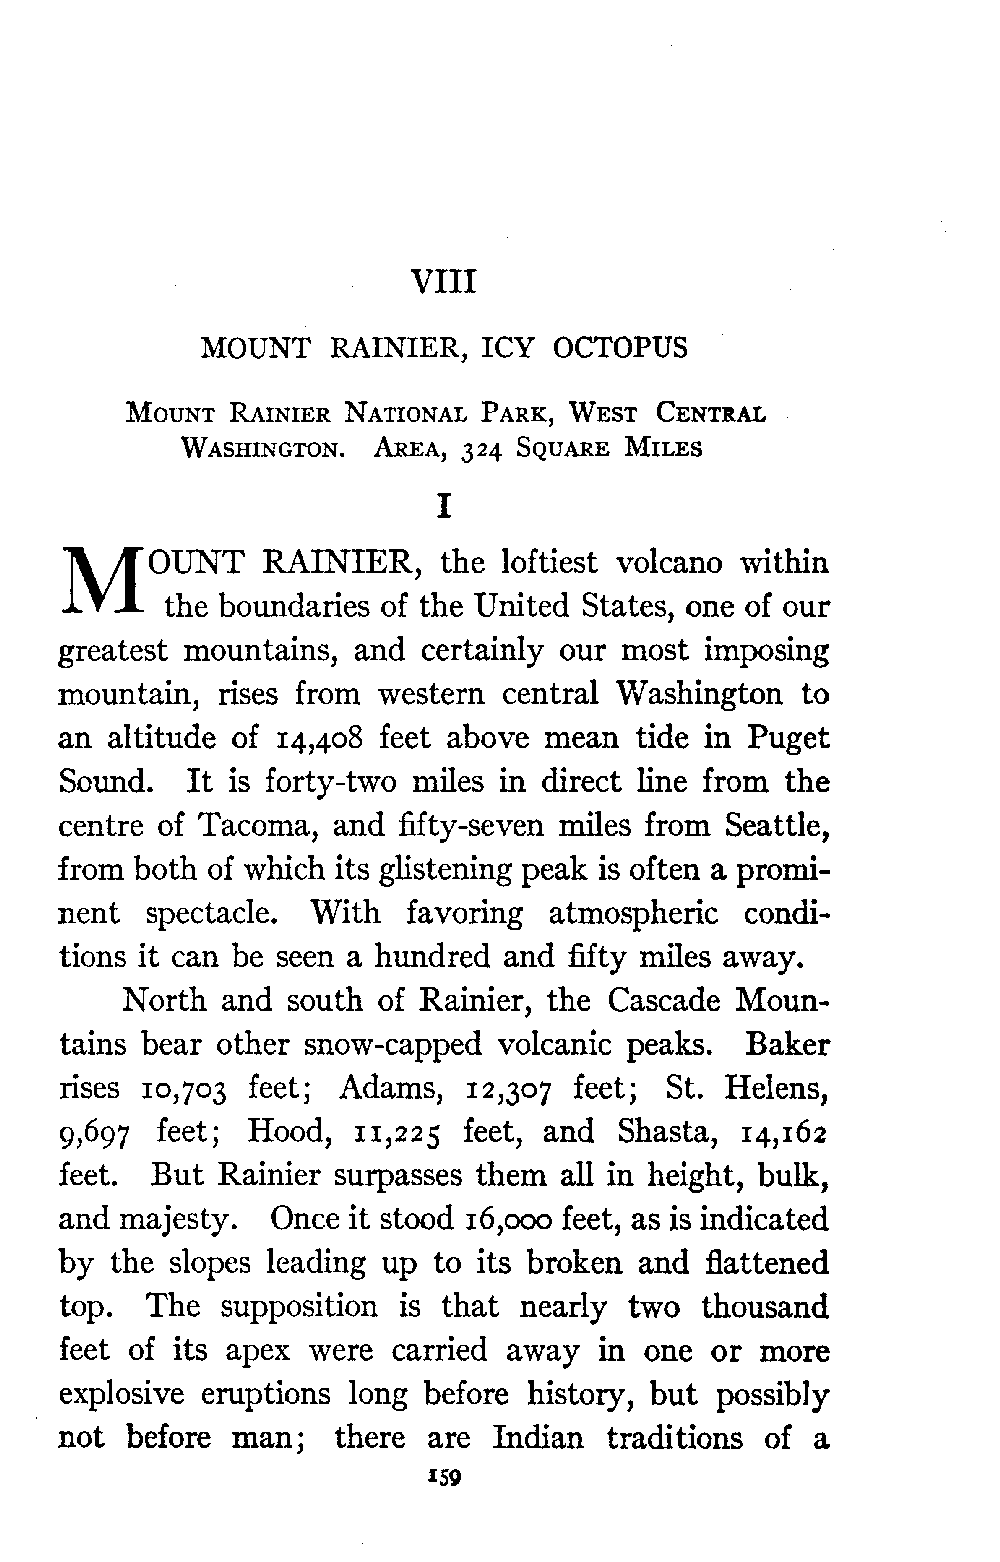 VIII
MOUNT RAINIER, ICY OCTOPUS
Mount Rainier National Park, West Central
Washington. Area, 324 Square Miles
I
MOUNT RAINIER, the loftiest volcano within
the boundaries of the United States, one of our
greatest mountains, and certainly our most imposing
mountain, rises from western central Washington to
an altitude of 14,408 feet above mean tide in Puget
Sound. It is forty-two miles in direct line from the
centre of Tacoma, and fifty-seven miles from Seattle,
from both of which its glistening peak is often a promi-
nent spectacle. With favoring atmospheric condi-
tions it can be seen a hundred and fifty miles away.
North and south of Rainier, the Cascade Moun-
tains bear other snow-capped volcanic peaks. Baker
rises 10,703 feet; Adams, 12,307 feet; St. Helens,
9,697 feet; Hood, 11,225 feet, and Shasta, 14,162
feet. But Rainier surpasses them all in height, bulk,
and majesty. Once it stood 16,000 feet, as is indicated
by the slopes leading up to its broken and flattened
top. The supposition is that nearly two thousand
feet of its apex were carried away in one or more
explosive eruptions long before history, but possibly
not before man; there are Indian traditions of a
159